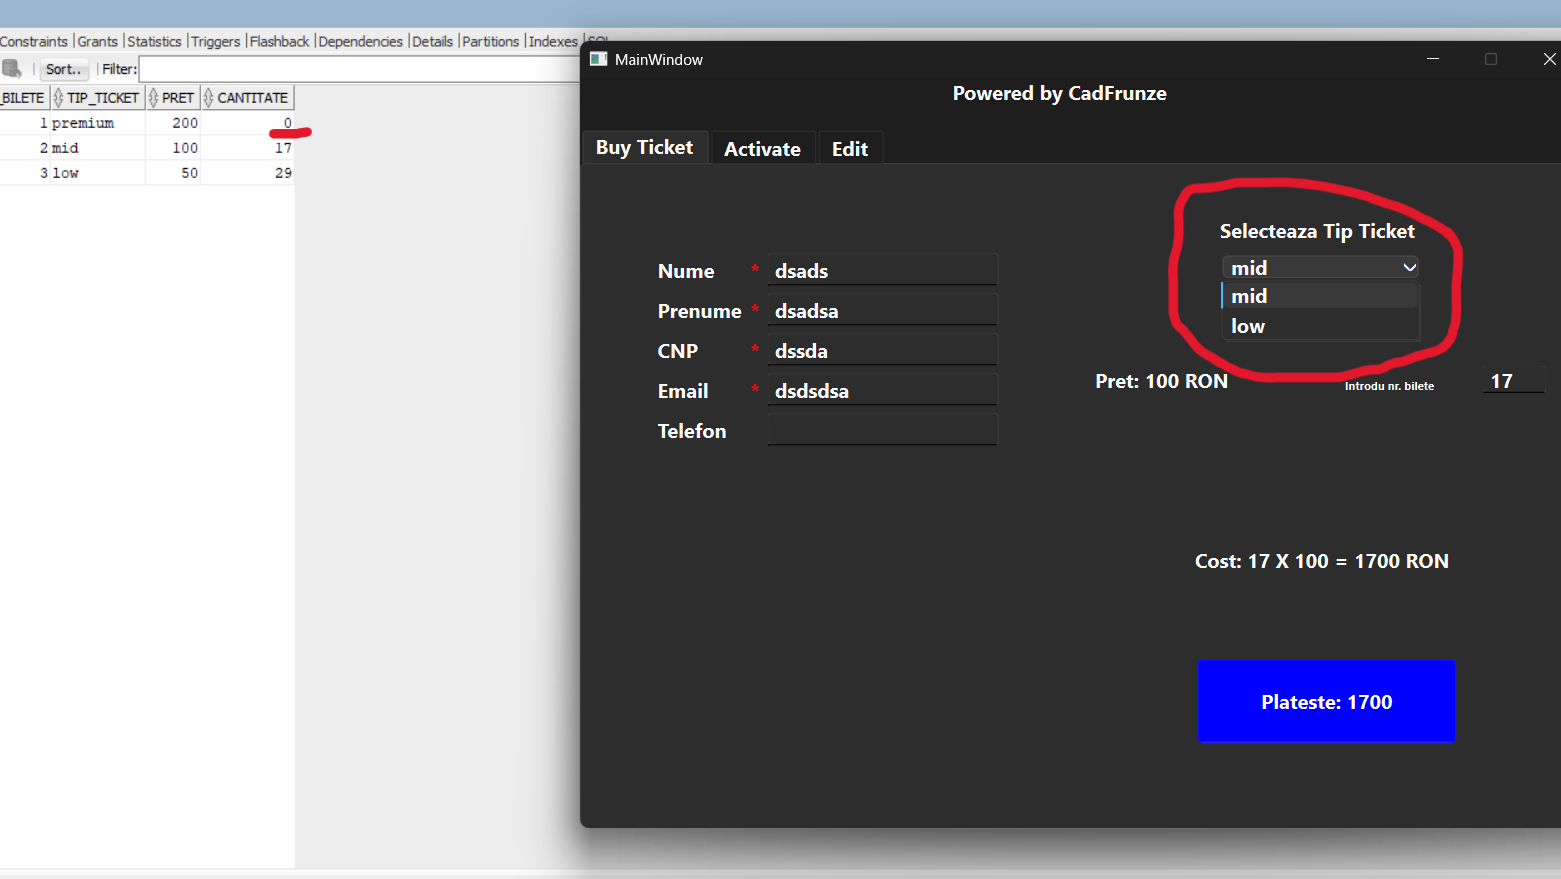 Constraints | Grants | Statistics | Triggers | Flashback | Dependencies | Details | Partitions | Indexes | SQL
Sort.. | Filter:
_BILETE TIP_TICKET PRET CANTITATE
1 premium 200 0
2 mid 100 17
3 low 50 29
MainWindow
Powered by CadFrunze
Buy Ticket Activate Edit
Selecteaza Tip Ticket
mid
mid
low
Nume * dsads
Prenume * dsadsa
CNP * dssda
Email * dsdsdsa
Telefon
Pret: 100 RON Introdu nr. bilete 17
Cost: 17 X 100 = 1700 RON
Plateste: 1700